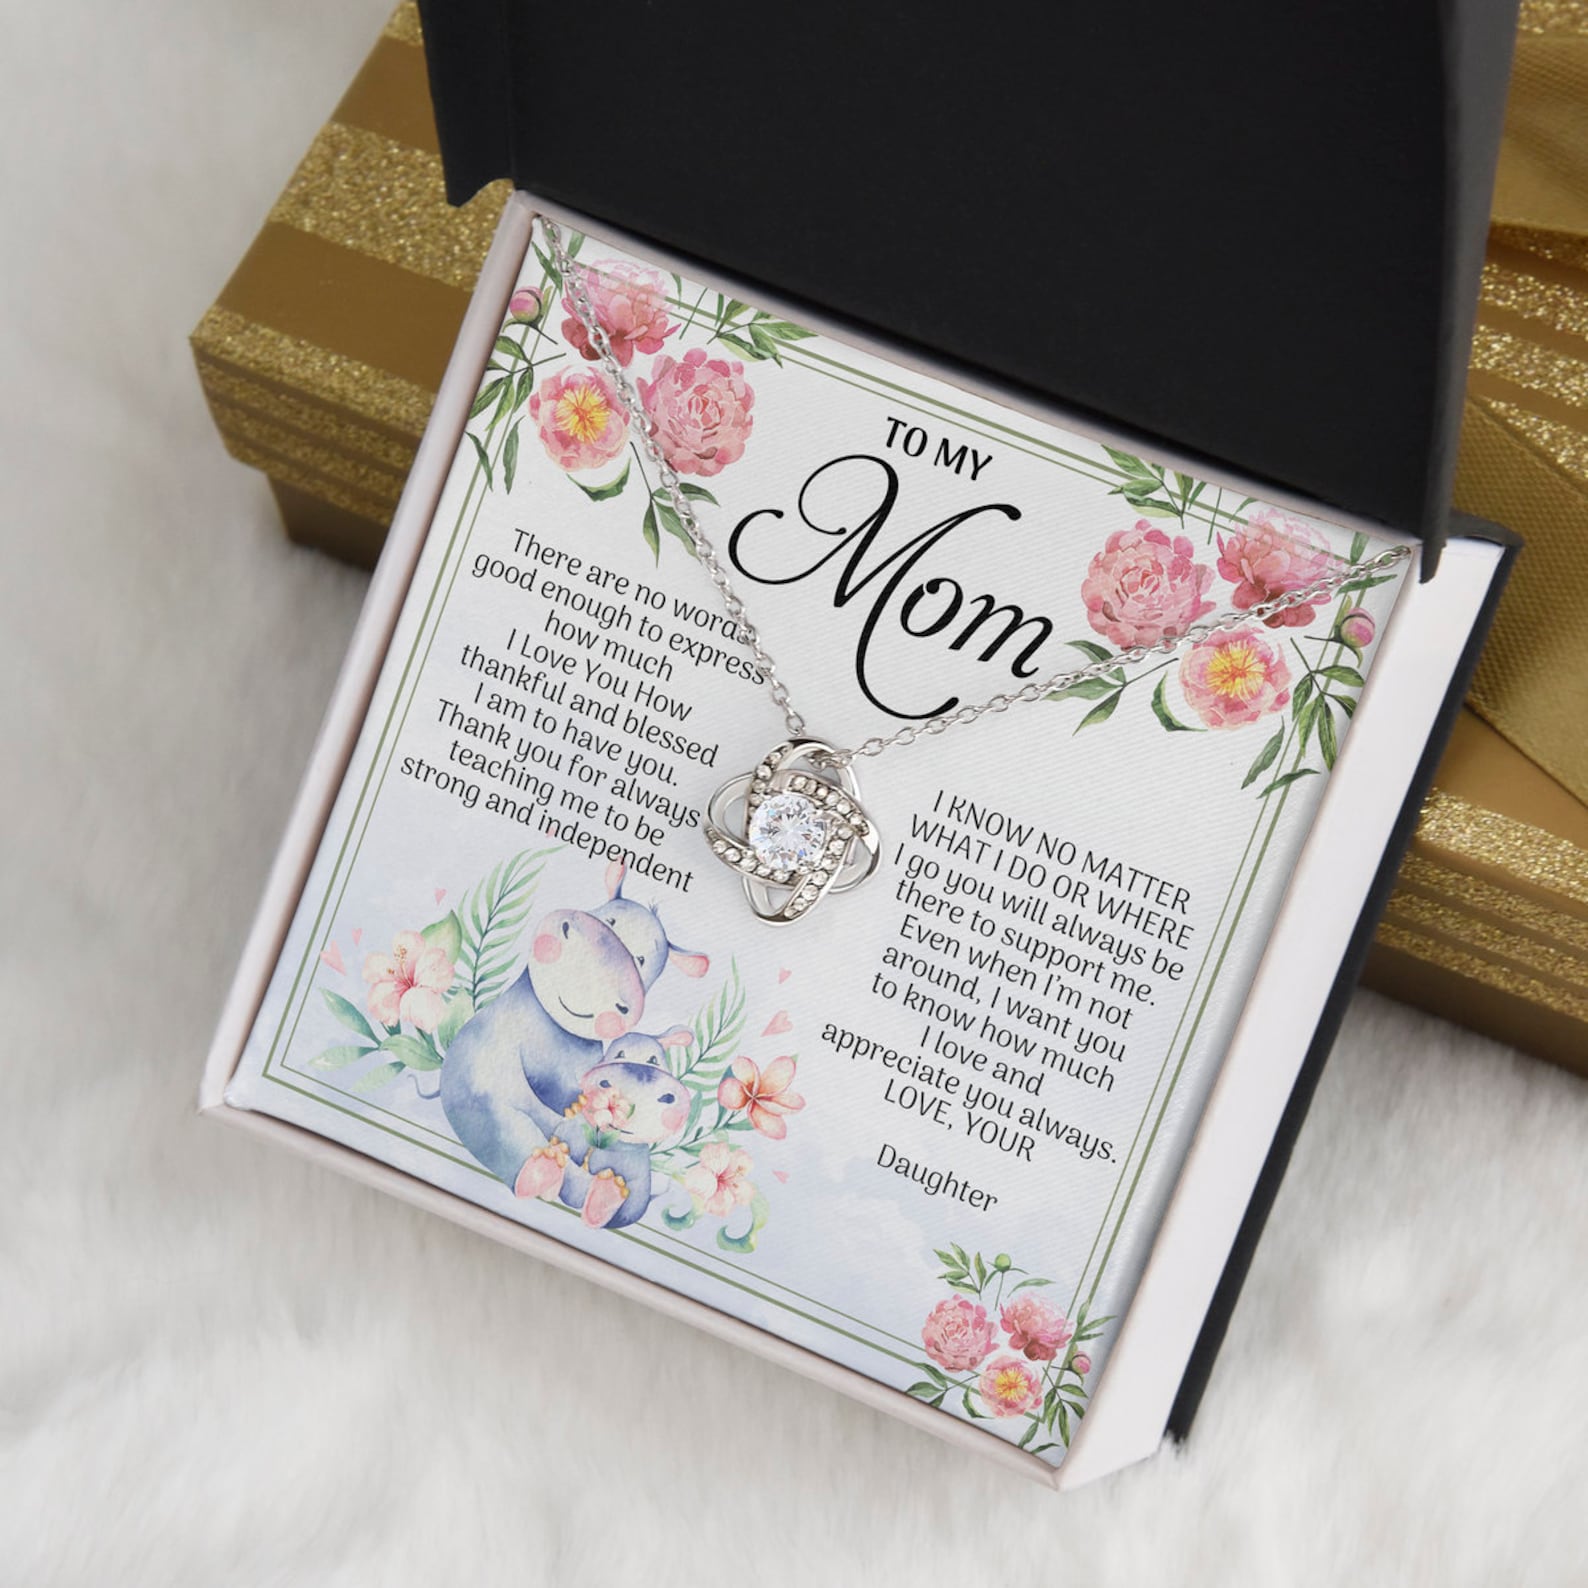 TO MY
Mom
There are no words
good enough to express
how much
I Love You How
thankful and blessed
I am to have you.
Thank you for always
teaching me to be
strong and independent
I KNOW NO MATTER
WHAT I DO OR WHERE
I go you will always be
there to support me.
Even when I'm not
around, I want you
to know how much
I love and
appreciate you always.
LOVE, YOUR
Daughter